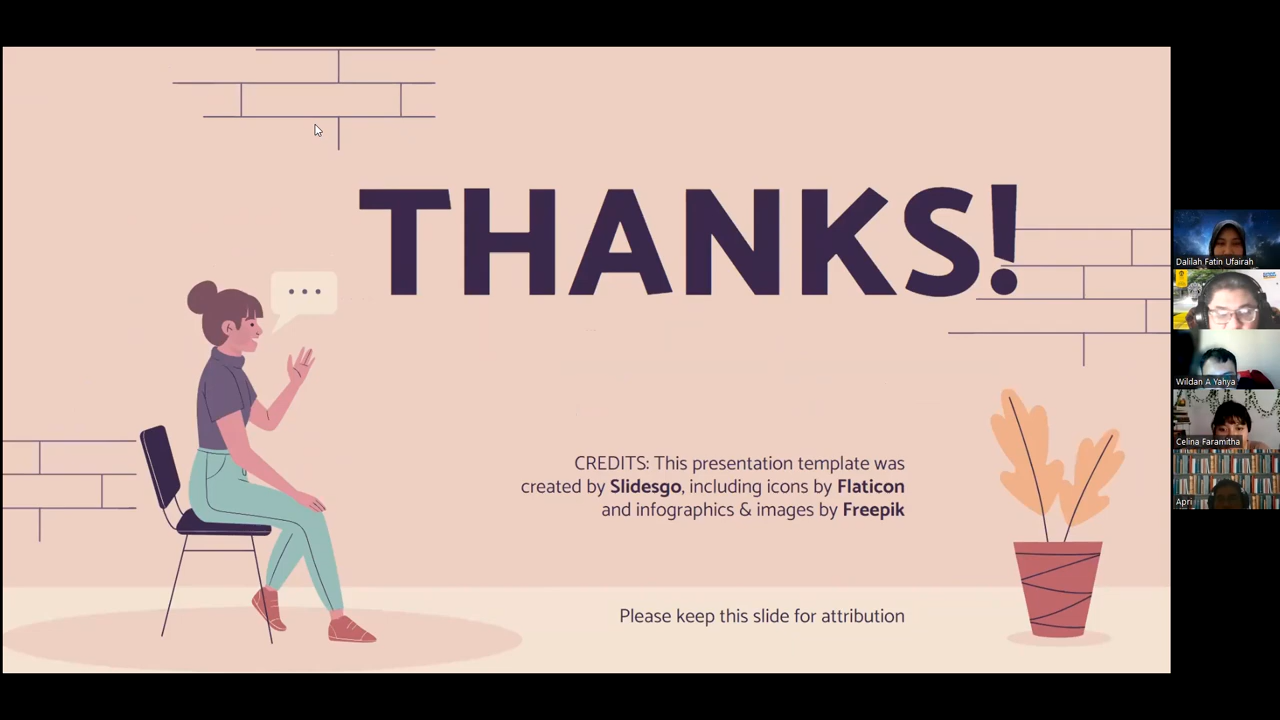 THANKS!
CREDITS: This presentation template was
created by Slidesgo, including icons by Flaticon
and infographics & images by Freepik
Please keep this slide for attribution
Dalilah Fatin Ufairah
Wildan A Yahya
Celina Faramitha
Apri